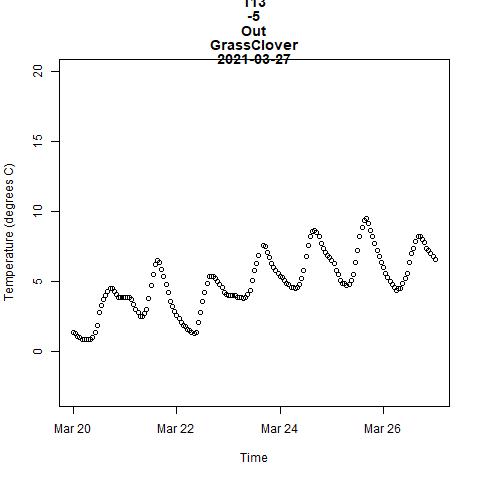 T13
-5
Out
GrassClover
2021-03-27
20
15
10
5
0
Temperature (degrees C)
Mar 20
Mar 22
Mar 24
Mar 26
Time